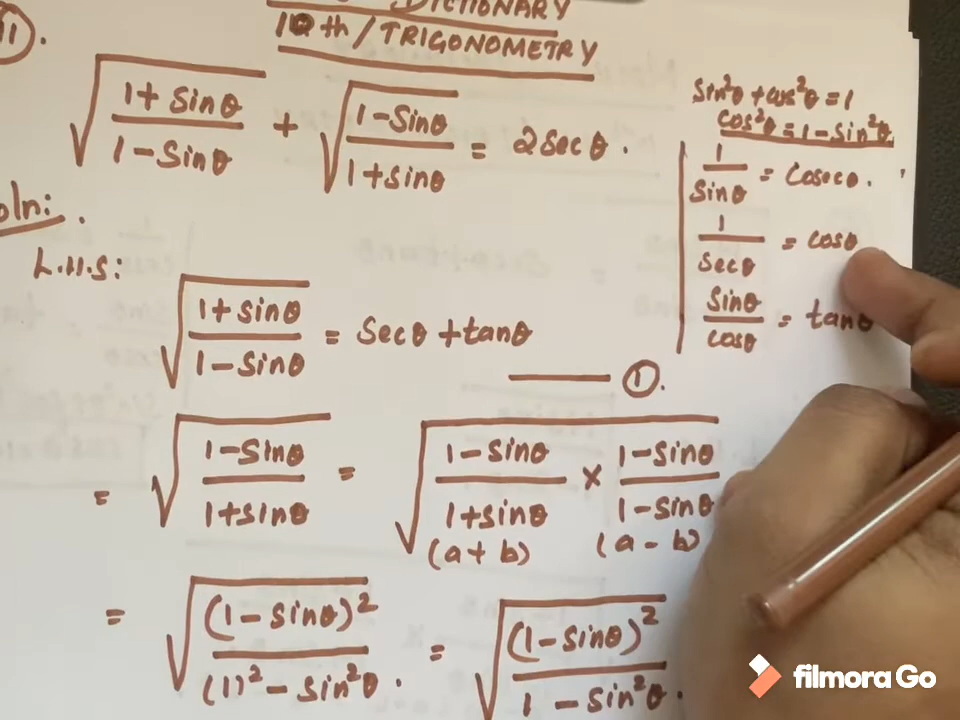 DICTIONARY
10th / TRIGONOMETRY
11).
√((1+sinθ)/(1-sinθ)) + √((1-sinθ)/(1+sinθ)) = 2secθ.
sin²θ + cos²θ = 1
cos²θ = 1 - sin²θ.
1/sinθ = cosecθ.
1/secθ = cosθ
sinθ/cosθ = tanθ
oln:
L.H.S:
√((1+sinθ)/(1-sinθ)) = secθ + tanθ
—— ①.
= √((1-sinθ)/(1+sinθ)) = √((1-sinθ)/(1+sinθ) × (1-sinθ)/(1-sinθ))
(a+b) (a-b)
= √((1-sinθ)²/((1)²-sin²θ)). = √((1-sinθ)²/(1-sin²θ)).
filmora Go